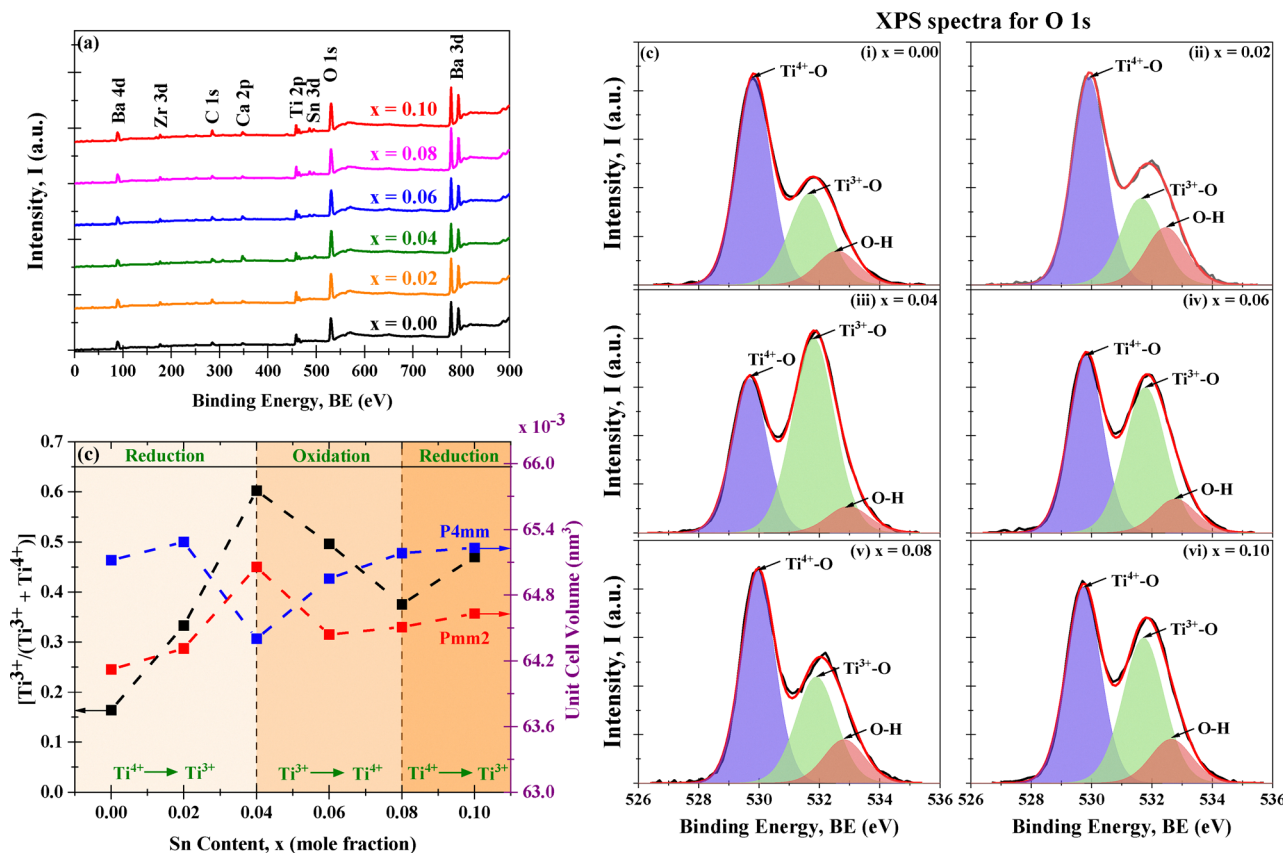 (a)
Ba 4d
Zr 3d
C 1s
Ca 2p
Ti 2p
Sn 3d
O 1s
Ba 3d
x = 0.10
x = 0.08
x = 0.06
x = 0.04
x = 0.02
x = 0.00
Intensity, I (a.u.)
0 100 200 300 400 500 600 700 800 900
Binding Energy, BE (eV)
(c)
Reduction
Oxidation
Reduction
x 10⁻³
0.7
0.6
0.5
0.4
0.3
0.2
0.1
0.0
[Ti³⁺/(Ti³⁺ + Ti⁴⁺)]
P4mm
Pmm2
66.0
65.4
64.8
64.2
63.6
63.0
Unit Cell Volume (nm³)
Ti⁴⁺ → Ti³⁺
Ti³⁺ → Ti⁴⁺
Ti⁴⁺ → Ti³⁺
0.00 0.02 0.04 0.06 0.08 0.10
Sn Content, x (mole fraction)
XPS spectra for O 1s
(c)
(i) x = 0.00
Ti⁴⁺-O
Ti³⁺-O
O-H
(ii) x = 0.02
Ti⁴⁺-O
Ti³⁺-O
O-H
Intensity, I (a.u.)
(iii) x = 0.04
Ti⁴⁺-O
Ti³⁺-O
O-H
(iv) x = 0.06
Ti⁴⁺-O
Ti³⁺-O
O-H
Intensity, I (a.u.)
(v) x = 0.08
Ti⁴⁺-O
Ti³⁺-O
O-H
(vi) x = 0.10
Ti⁴⁺-O
Ti³⁺-O
O-H
Intensity, I (a.u.)
526 528 530 532 534 536
528 530 532 534 536
Binding Energy, BE (eV)
Binding Energy, BE (eV)